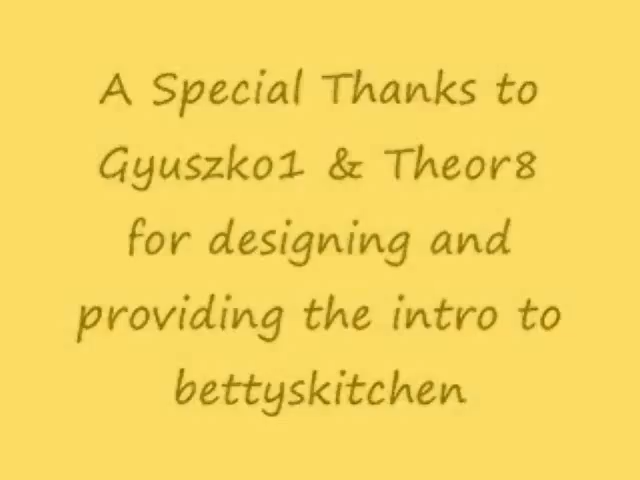 A Special Thanks to
Gyuszko1 & Theor8
for designing and
providing the intro to
bettyskitchen